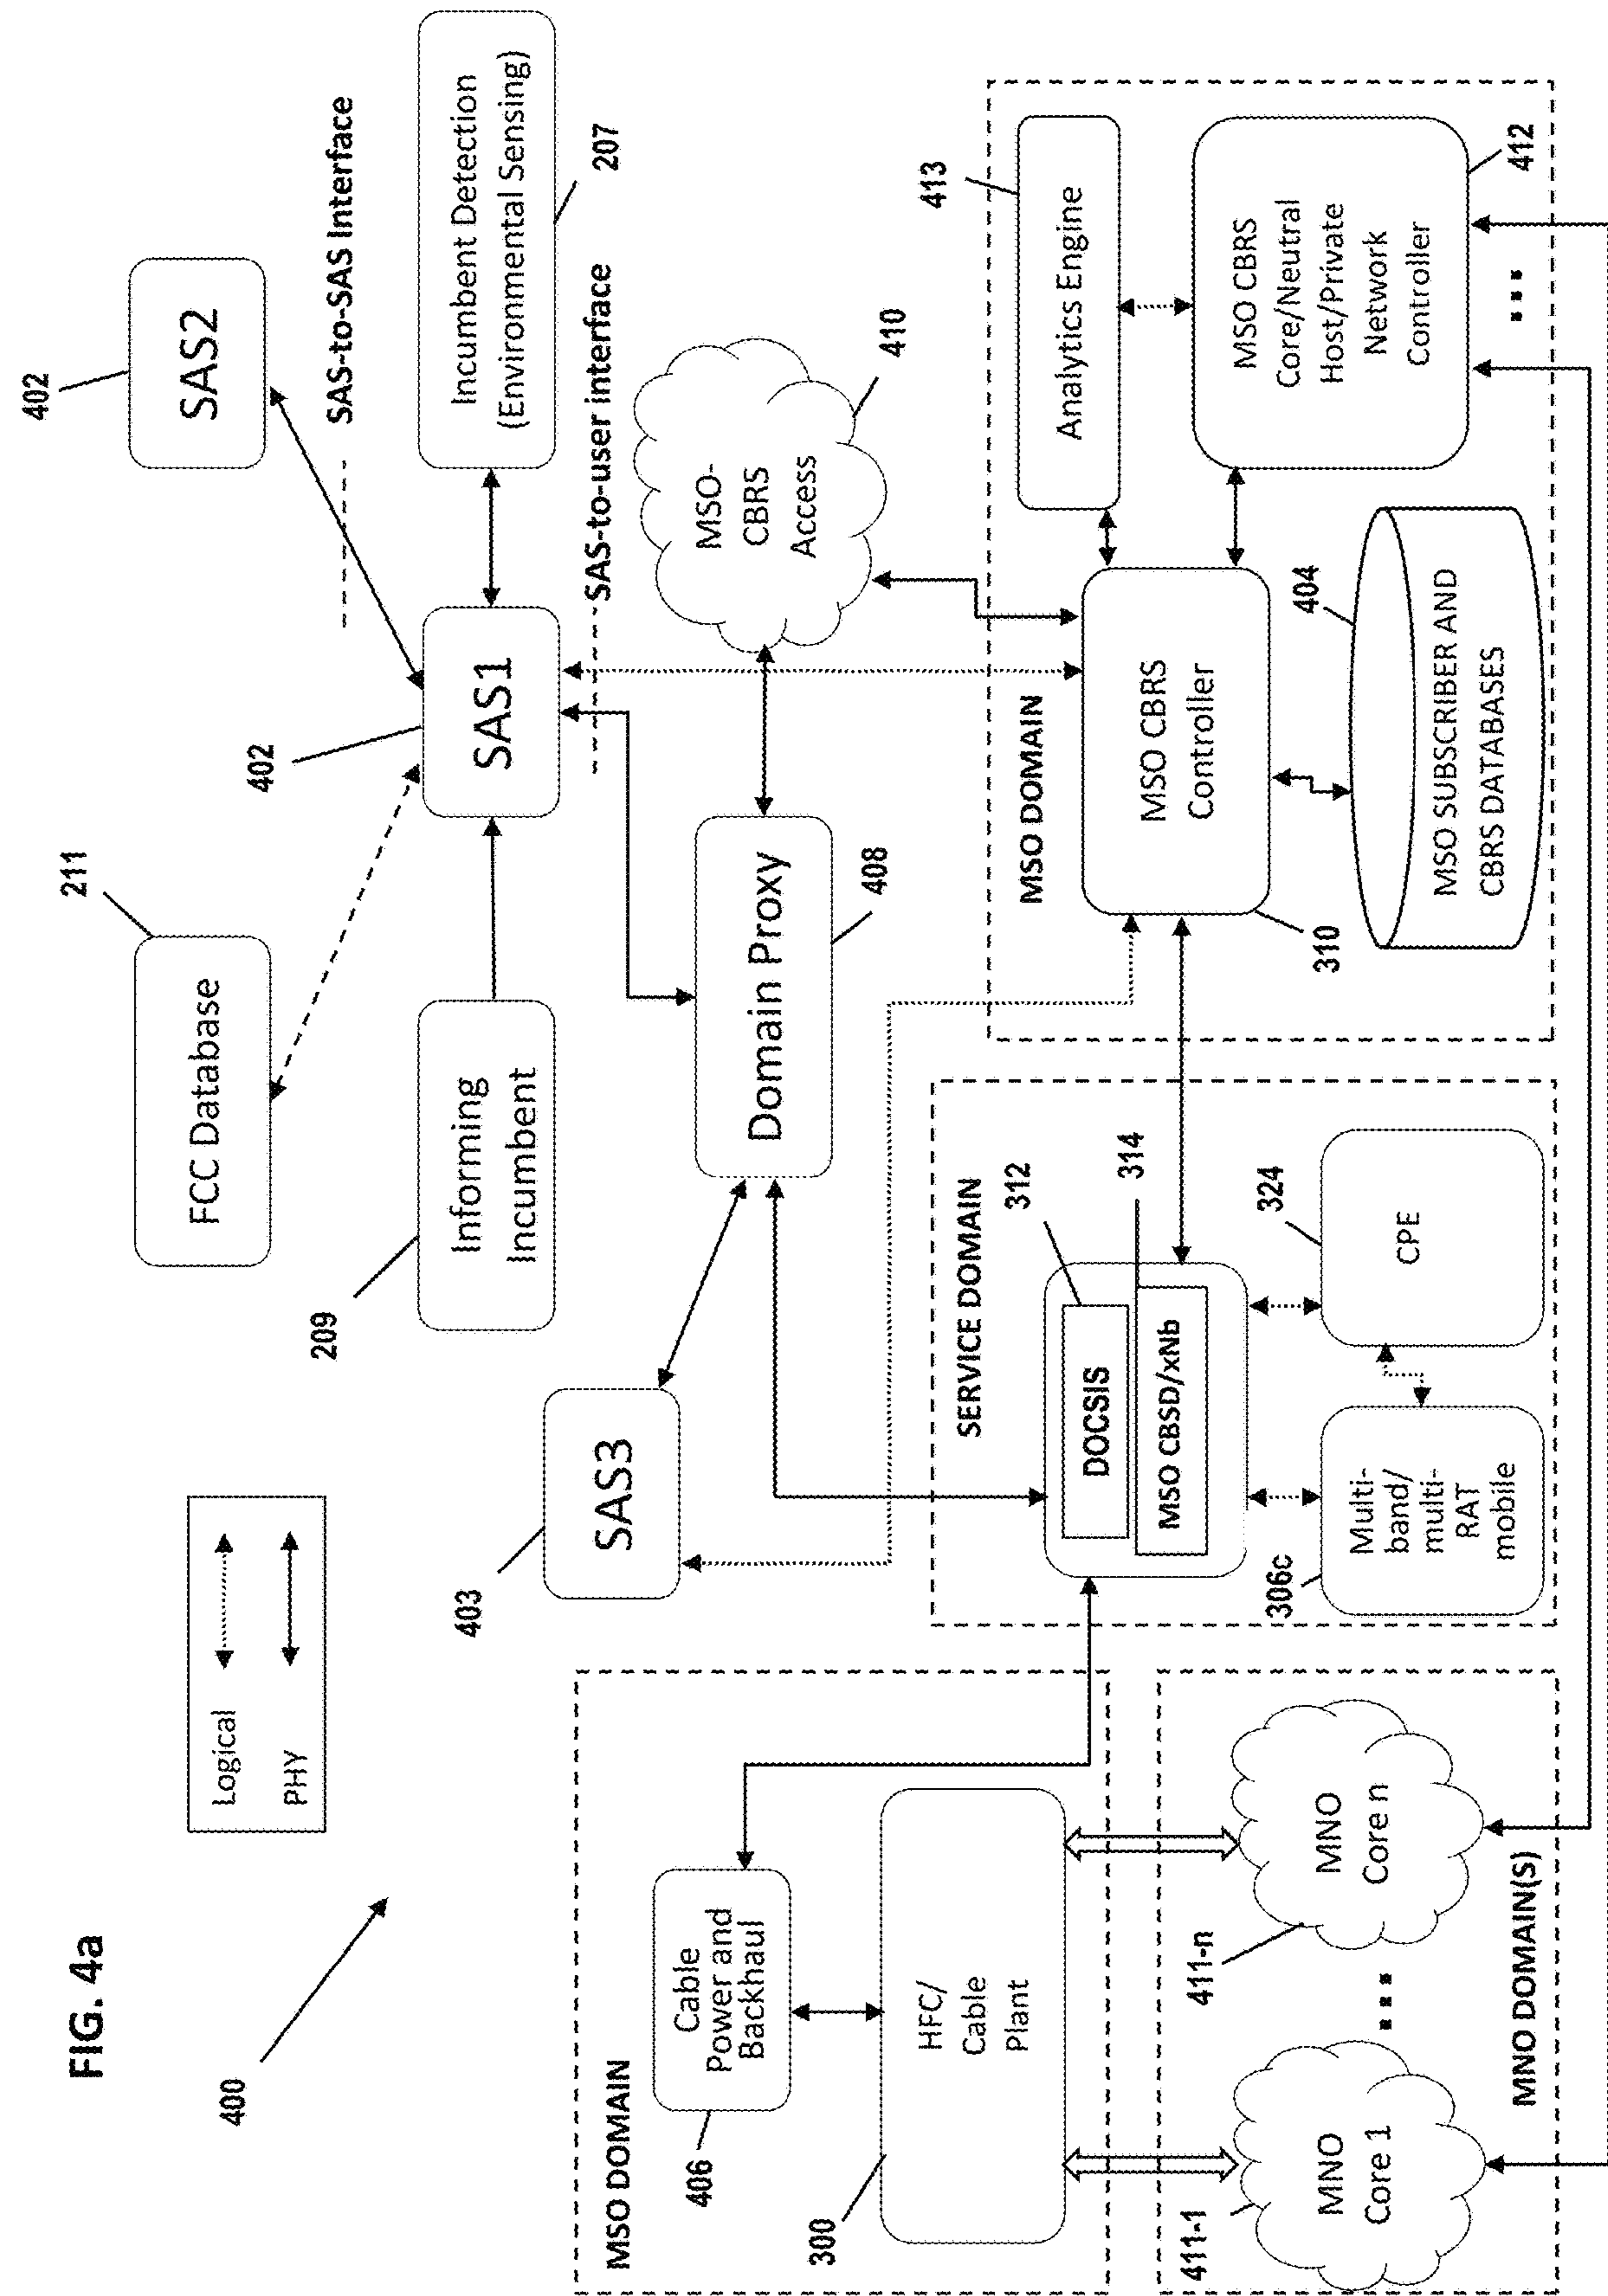 FIG. 4a
400
Logical
PHY
211
FCC Database
402
SAS2
SAS-to-SAS Interface
209
Informing
Incumbent
402
SAS1
Incumbent Detection
(Environmental Sensing)
207
SAS-to-user interface
403
SAS3
Domain Proxy
408
MSO-
CBRS
Access
410
MSO DOMAIN
406
Cable
Power and
Backhaul
300
HFC/
Cable
Plant
SERVICE DOMAIN
312
DOCSIS
314
MSO CBSD/xNb
306c
Multi-
band/
multi-
RAT
mobile
324
CPE
MSO DOMAIN
MSO CBRS
Controller
310
413
Analytics Engine
MSO CBRS
Core/Neutral
Host/Private
Network
Controller
412
404
MSO SUBSCRIBER AND
CBRS DATABASES
411-1
MNO
Core 1
411-n
MNO
Core n
MNO DOMAIN(S)